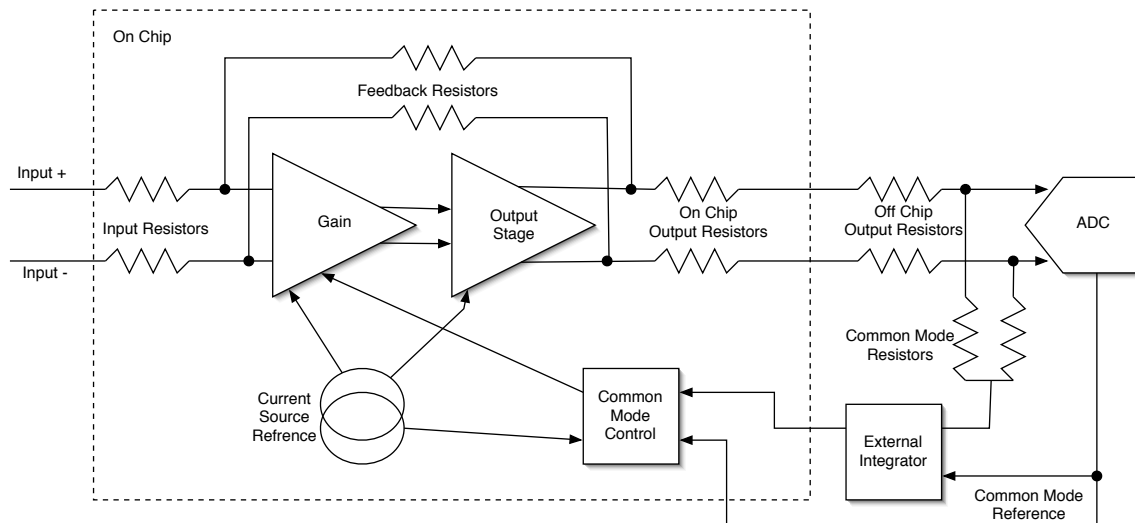 On Chip
Feedback Resistors
Input +
Gain
Output
Stage
Input Resistors
On Chip
Output Resistors
Off Chip
Output Resistors
ADC
Input -
Common Mode
Resistors
Current
Source
Refrence
Common
Mode
Control
External
Integrator
Common Mode
Reference